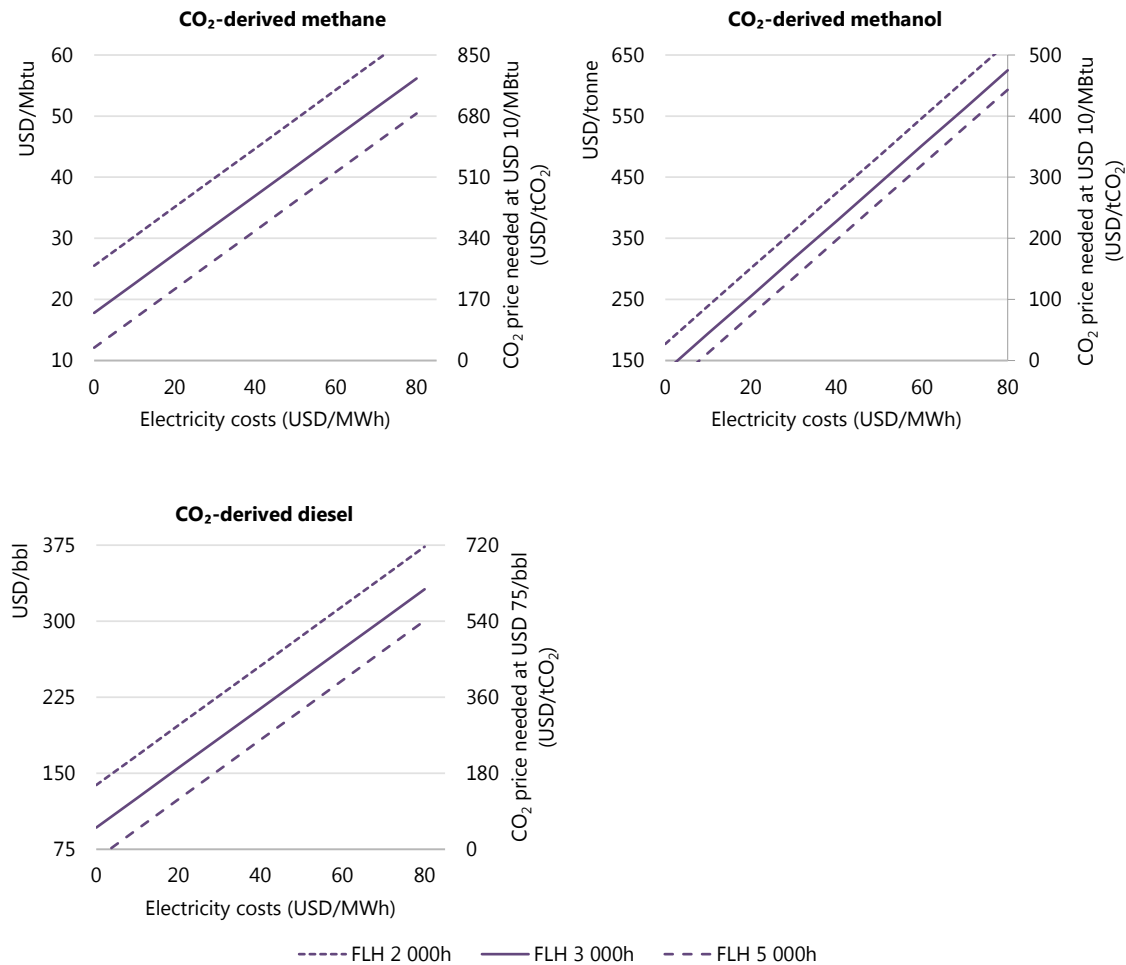 CO₂-derived methane
USD/Mbtu
60
50
40
30
20
10
850
680
510
340
170
0
CO₂ price needed at USD 10/MBtu
(USD/tCO₂)
0 20 40 60 80
Electricity costs (USD/MWh)
CO₂-derived methanol
USD/tonne
650
550
450
350
250
150
500
400
300
200
100
0
CO₂ price needed at USD 10/MBtu
(USD/tCO₂)
0 20 40 60 80
Electricity costs (USD/MWh)
CO₂-derived diesel
USD/bbl
375
300
225
150
75
720
540
360
180
0
CO₂ price needed at USD 75/bbl
(USD/tCO₂)
0 20 40 60 80
Electricity costs (USD/MWh)
FLH 2 000h FLH 3 000h FLH 5 000h